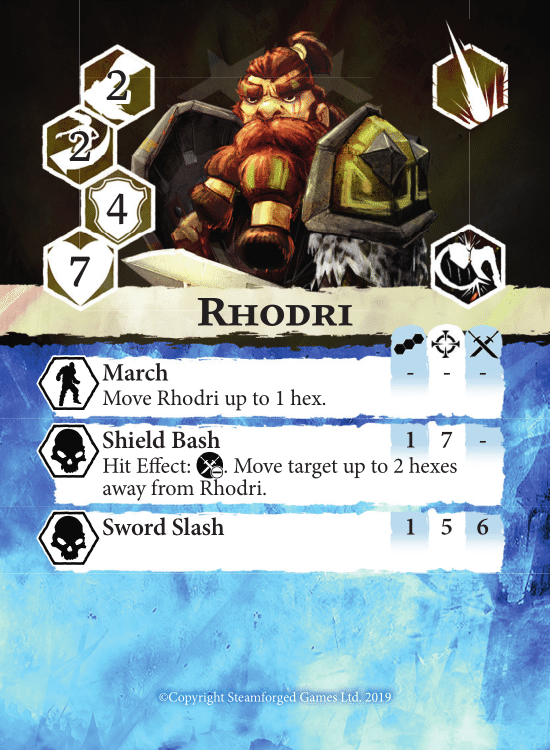 2
2
4
7
RHODRI
March - - -
Move Rhodri up to 1 hex.
Shield Bash 1 7 -
Hit Effect: . Move target up to 2 hexes
away from Rhodri.
Sword Slash 1 5 6
©Copyright Steamforged Games Ltd. 2019